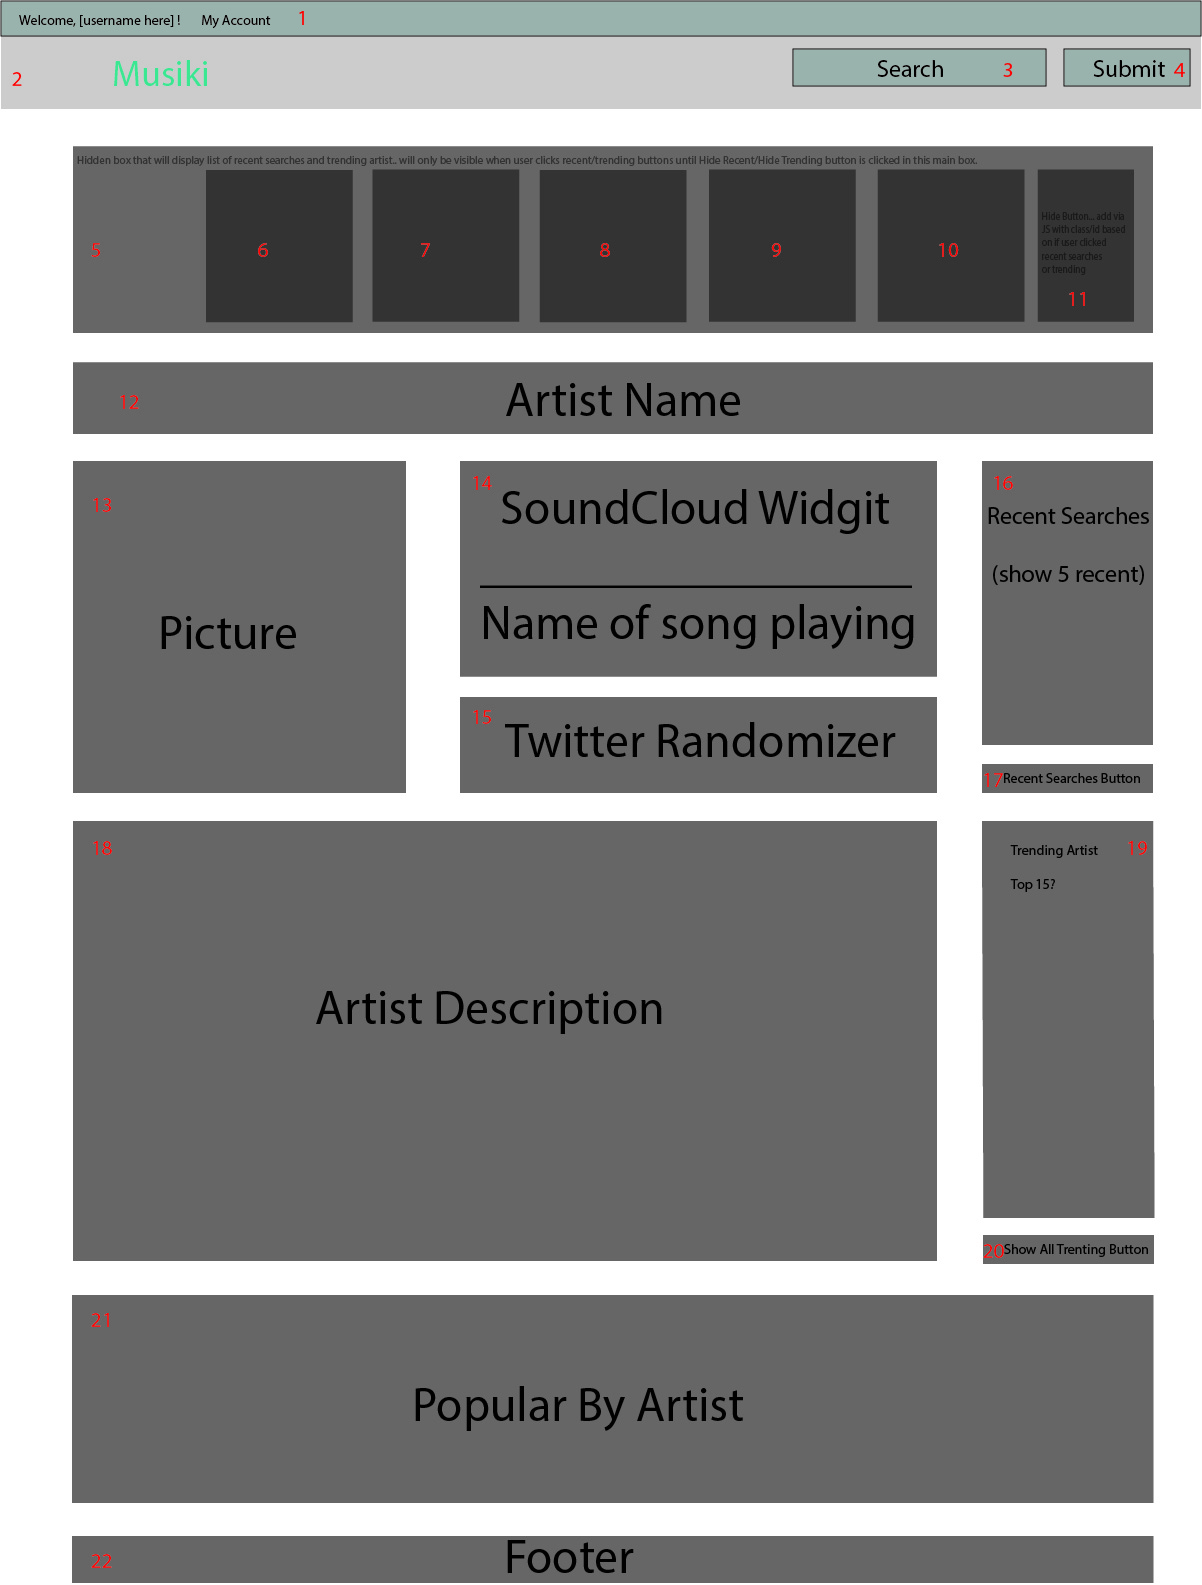 Welcome, [username here] ! My Account 1
2 Musiki Search 3 Submit 4
Hidden box that will display list of recent searches and trending artist.. will only be visible when user clicks recent/trending buttons until Hide Recent/Hide Trending button is clicked in this main box.
5 6 7 8 9 10
Hide Button... add via
JS with class/id based
on if user clicked
recent searches
or trending
11
12 Artist Name
13
Picture
14
SoundCloud Widgit
Name of song playing
15
Twitter Randomizer
16
Recent Searches
(show 5 recent)
17 Recent Searches Button
18
Artist Description
Trending Artist 19
Top 15?
20 Show All Trenting Button
21
Popular By Artist
22 Footer